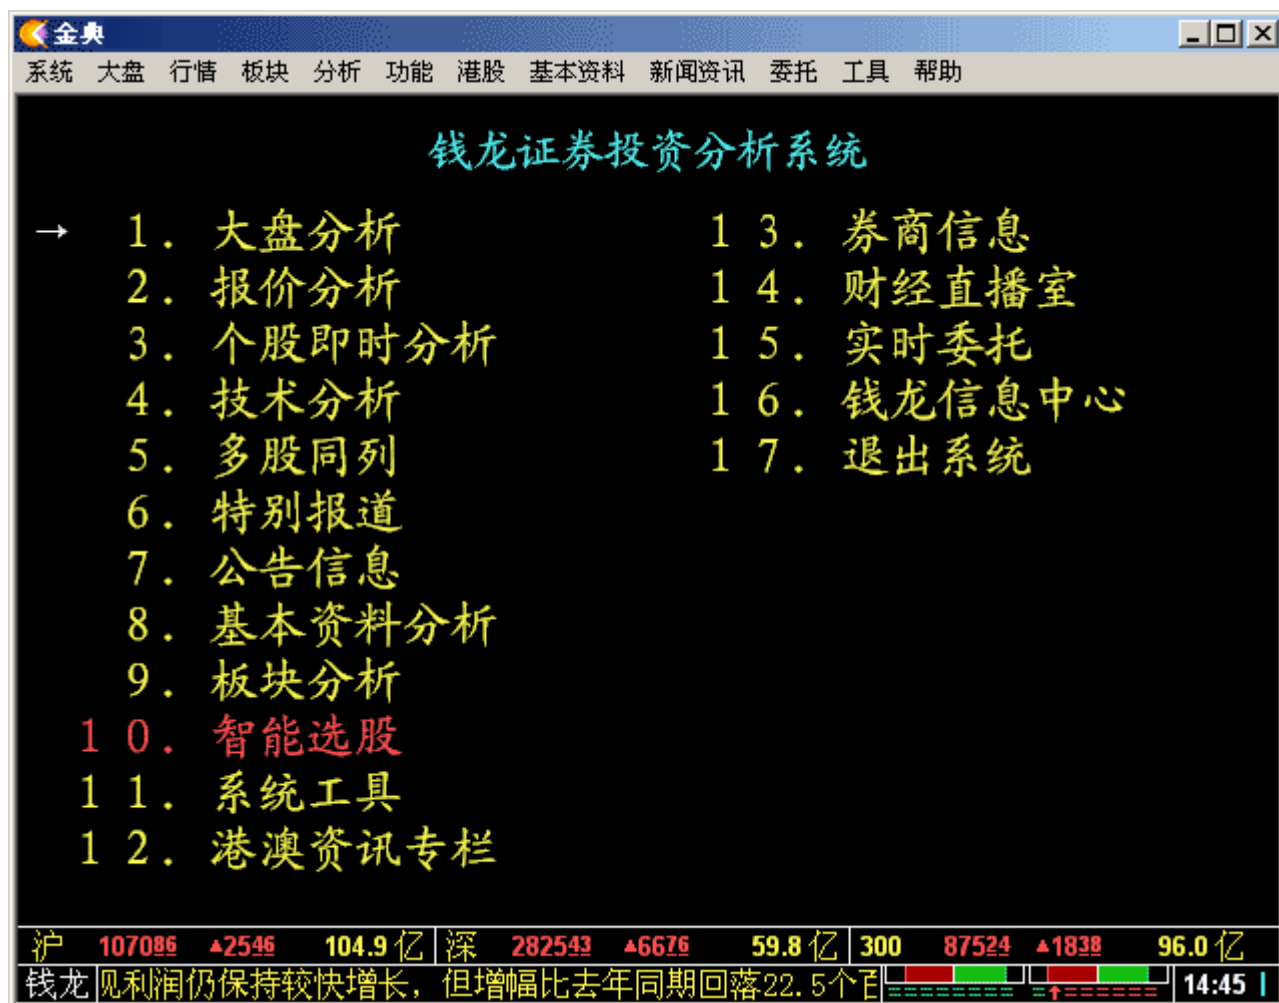 金典
系统 大盘 行情 板块 分析 功能 港股 基本资料 新闻资讯 委托 工具 帮助
钱龙证券投资分析系统
→ 1. 大盘分析
2. 报价分析
3. 个股即时分析
4. 技术分析
5. 多股同列
6. 特别报道
7. 公告信息
8. 基本资料分析
9. 板块分析
10. 智能选股
11. 系统工具
12. 港澳资讯专栏
13. 券商信息
14. 财经直播室
15. 实时委托
16. 钱龙信息中心
17. 退出系统
沪 107086 ▲2546 104.9亿 深 282543 ▲6676 59.8亿 300 87524 ▲1838 96.0亿
钱龙 见利润仍保持较快增长，但增幅比去年同期回落22.5个 14:45